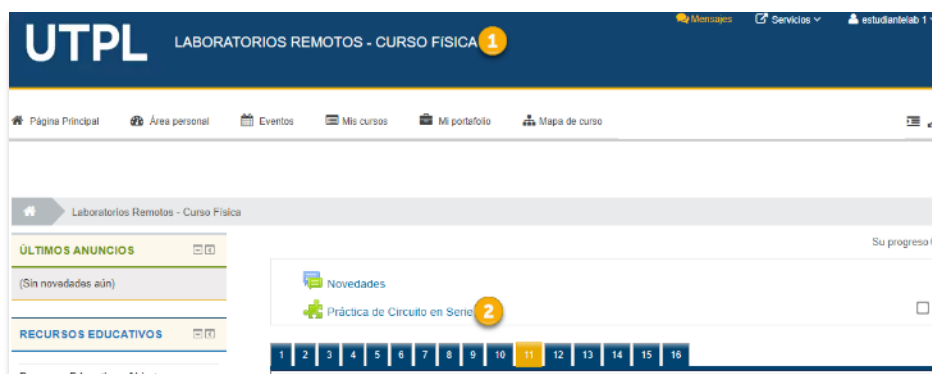 Mensajes Servicios estudiantelab 1
UTPL LABORATORIOS REMOTOS - CURSO FÍSICA 1
Página Principal Área personal Eventos Mis cursos Mi portafolio Mapa de curso
Laboratorios Remotos - Curso Física
Su progreso
ÚLTIMOS ANUNCIOS
(Sin novedades aún)
Novedades
Práctica de Circuito en Serie 2
RECURSOS EDUCATIVOS
1 2 3 4 5 6 7 8 9 10 11 12 13 14 15 16